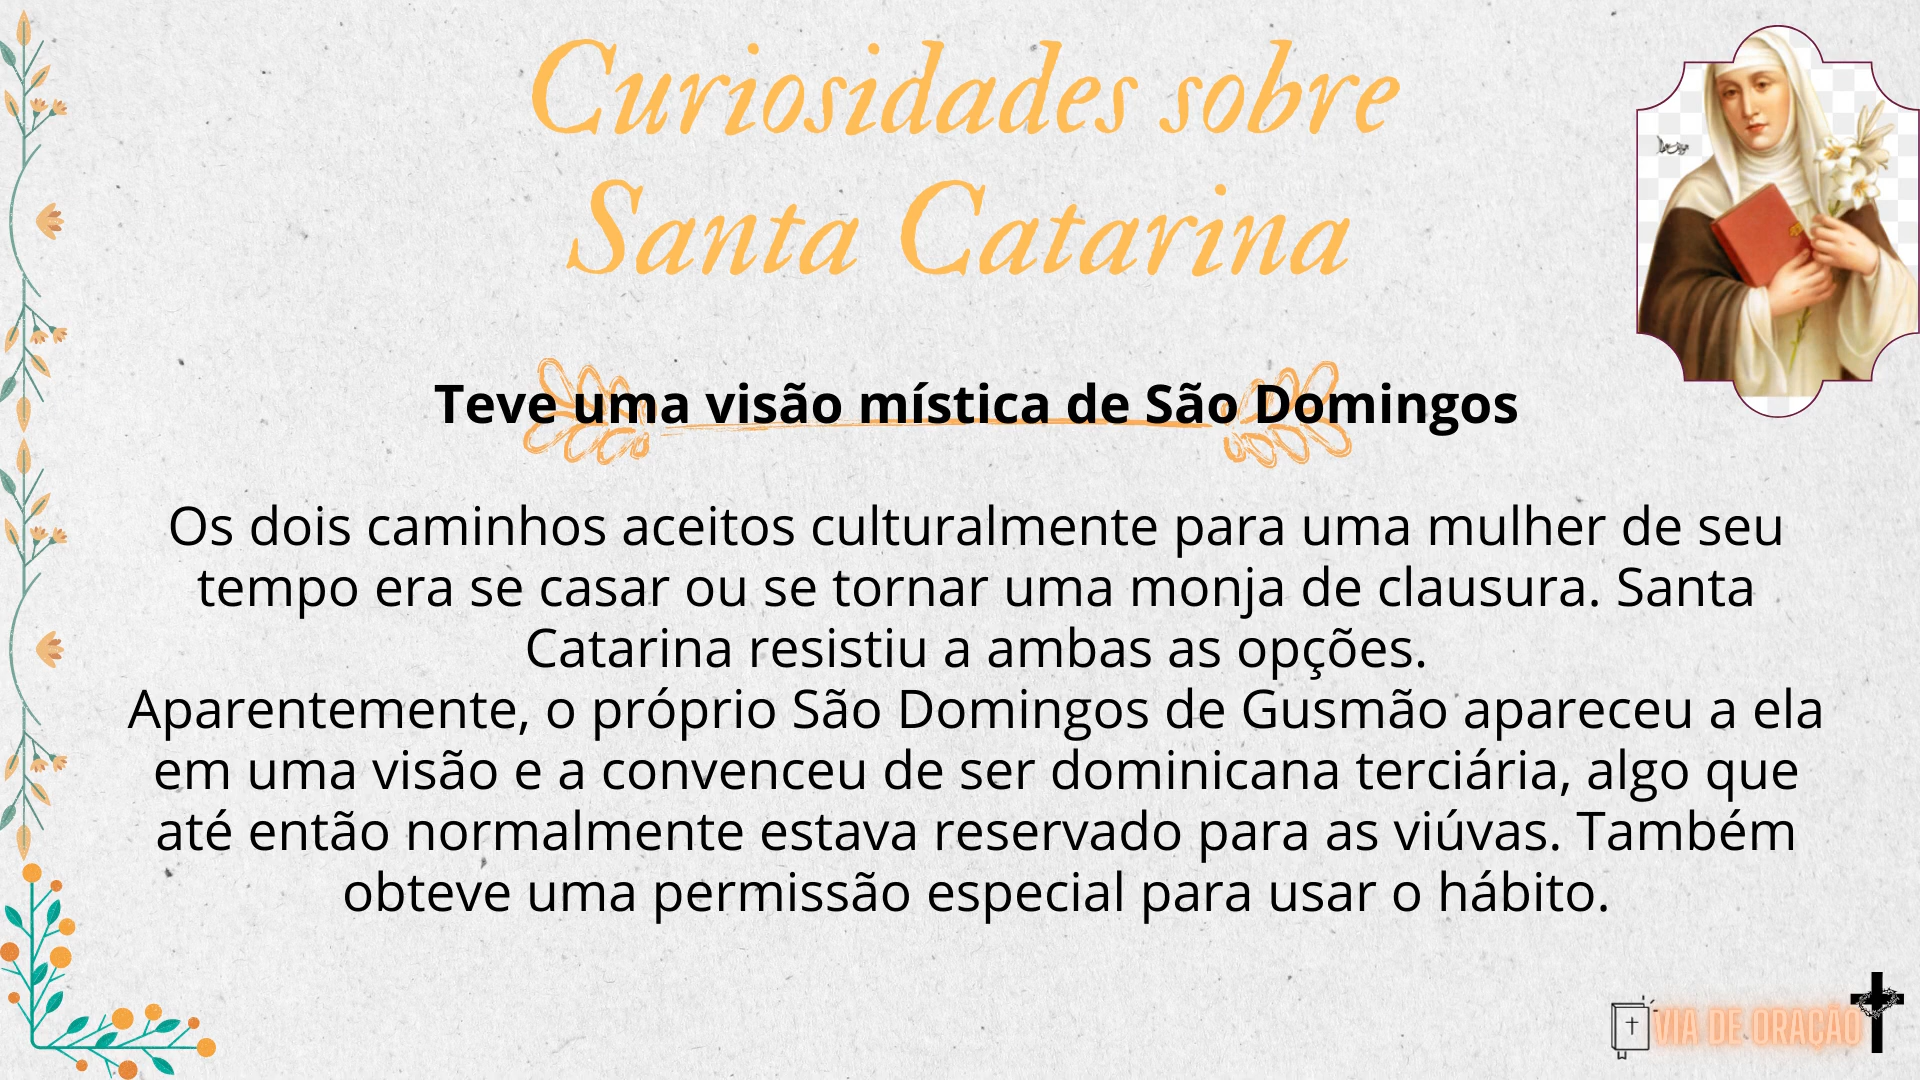 Curiosidades sobre
Santa Catarina
Teve uma visão mística de São Domingos
Os dois caminhos aceitos culturalmente para uma mulher de seu
tempo era se casar ou se tornar uma monja de clausura. Santa
Catarina resistiu a ambas as opções.
Aparentemente, o próprio São Domingos de Gusmão apareceu a ela
em uma visão e a convenceu de ser dominicana terciária, algo que
até então normalmente estava reservado para as viúvas. Também
obteve uma permissão especial para usar o hábito.
VIA DE ORAÇÃO